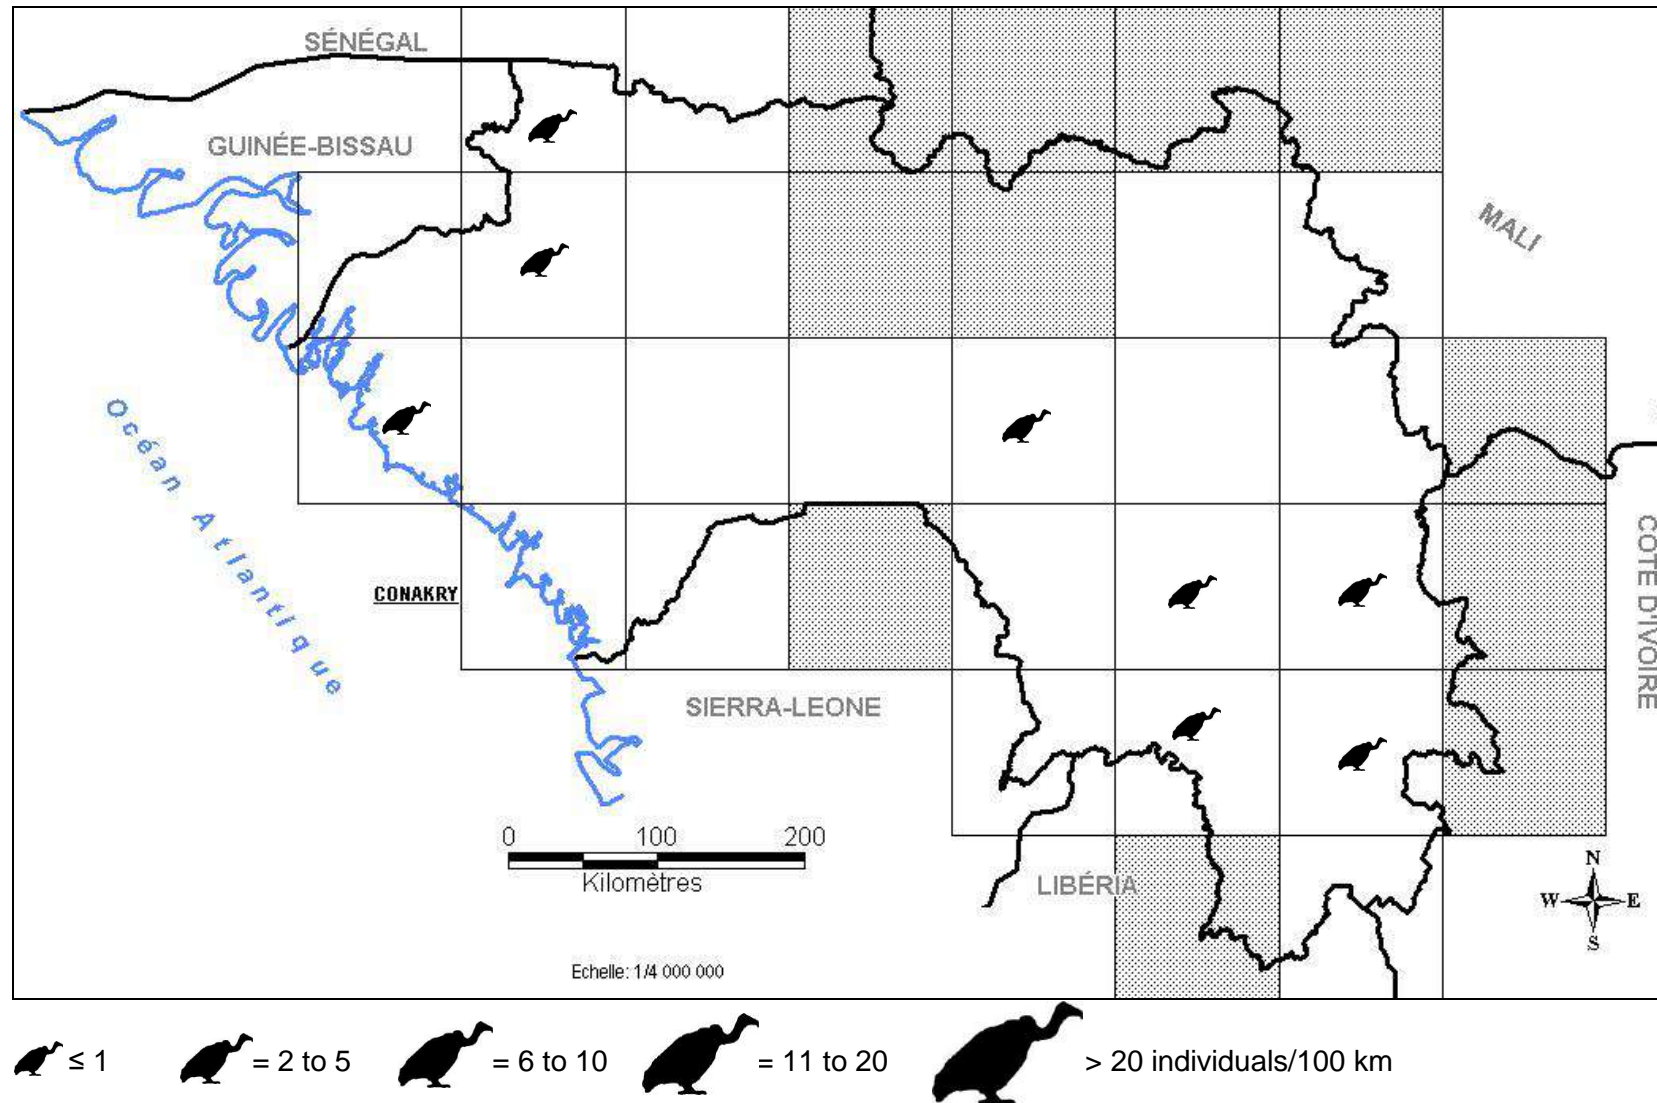 SÉNÉGAL
GUINÉE-BISSAU
MALI
Océan Atlantique
CONAKRY
COTE D'IVOIRE
SIERRA-LEONE
0 100 200
Kilomètres
LIBÉRIA
N
W E
S
Echelle: 1/4 000 000
≤ 1 = 2 to 5 = 6 to 10 = 11 to 20 > 20 individuals/100 km